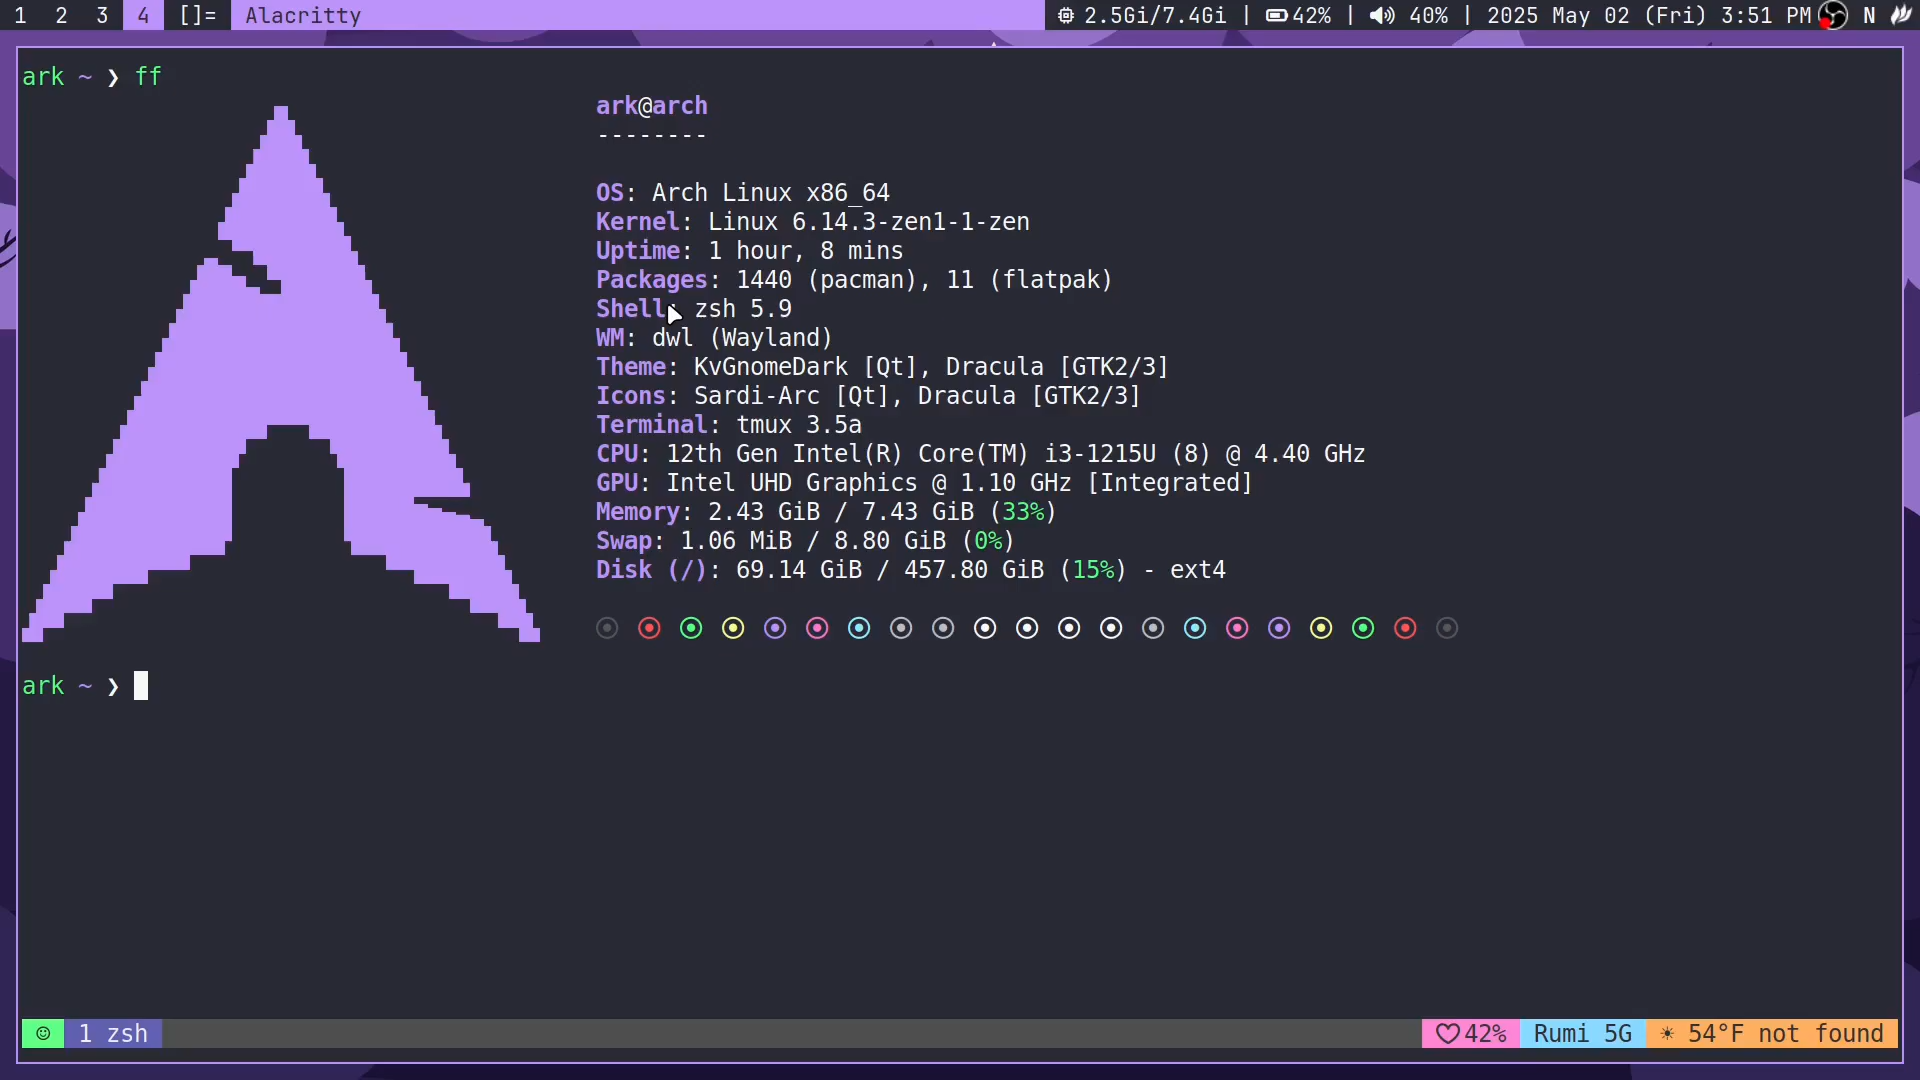 1 2 3 4 []= Alacritty 2.5Gi/7.4Gi | 42% | 40% | 2025 May 02 (Fri) 3:51 PM N
ark ~ ❯ ff
ark@arch
--------
OS: Arch Linux x86_64
Kernel: Linux 6.14.3-zen1-1-zen
Uptime: 1 hour, 8 mins
Packages: 1440 (pacman), 11 (flatpak)
Shell: zsh 5.9
WM: dwl (Wayland)
Theme: KvGnomeDark [Qt], Dracula [GTK2/3]
Icons: Sardi-Arc [Qt], Dracula [GTK2/3]
Terminal: tmux 3.5a
CPU: 12th Gen Intel(R) Core(TM) i3-1215U (8) @ 4.40 GHz
GPU: Intel UHD Graphics @ 1.10 GHz [Integrated]
Memory: 2.43 GiB / 7.43 GiB (33%)
Swap: 1.06 MiB / 8.80 GiB (0%)
Disk (/): 69.14 GiB / 457.80 GiB (15%) - ext4
ark ~ ❯
☺ 1 zsh ♡42% Rumi 5G ☀ 54°F not found